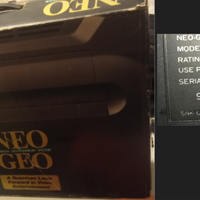 NEO
NEO
GEO
A Quantum Leap
Forward in Video
Entertainment
NEO-G
MODE
RATIN
USE P
SERIA